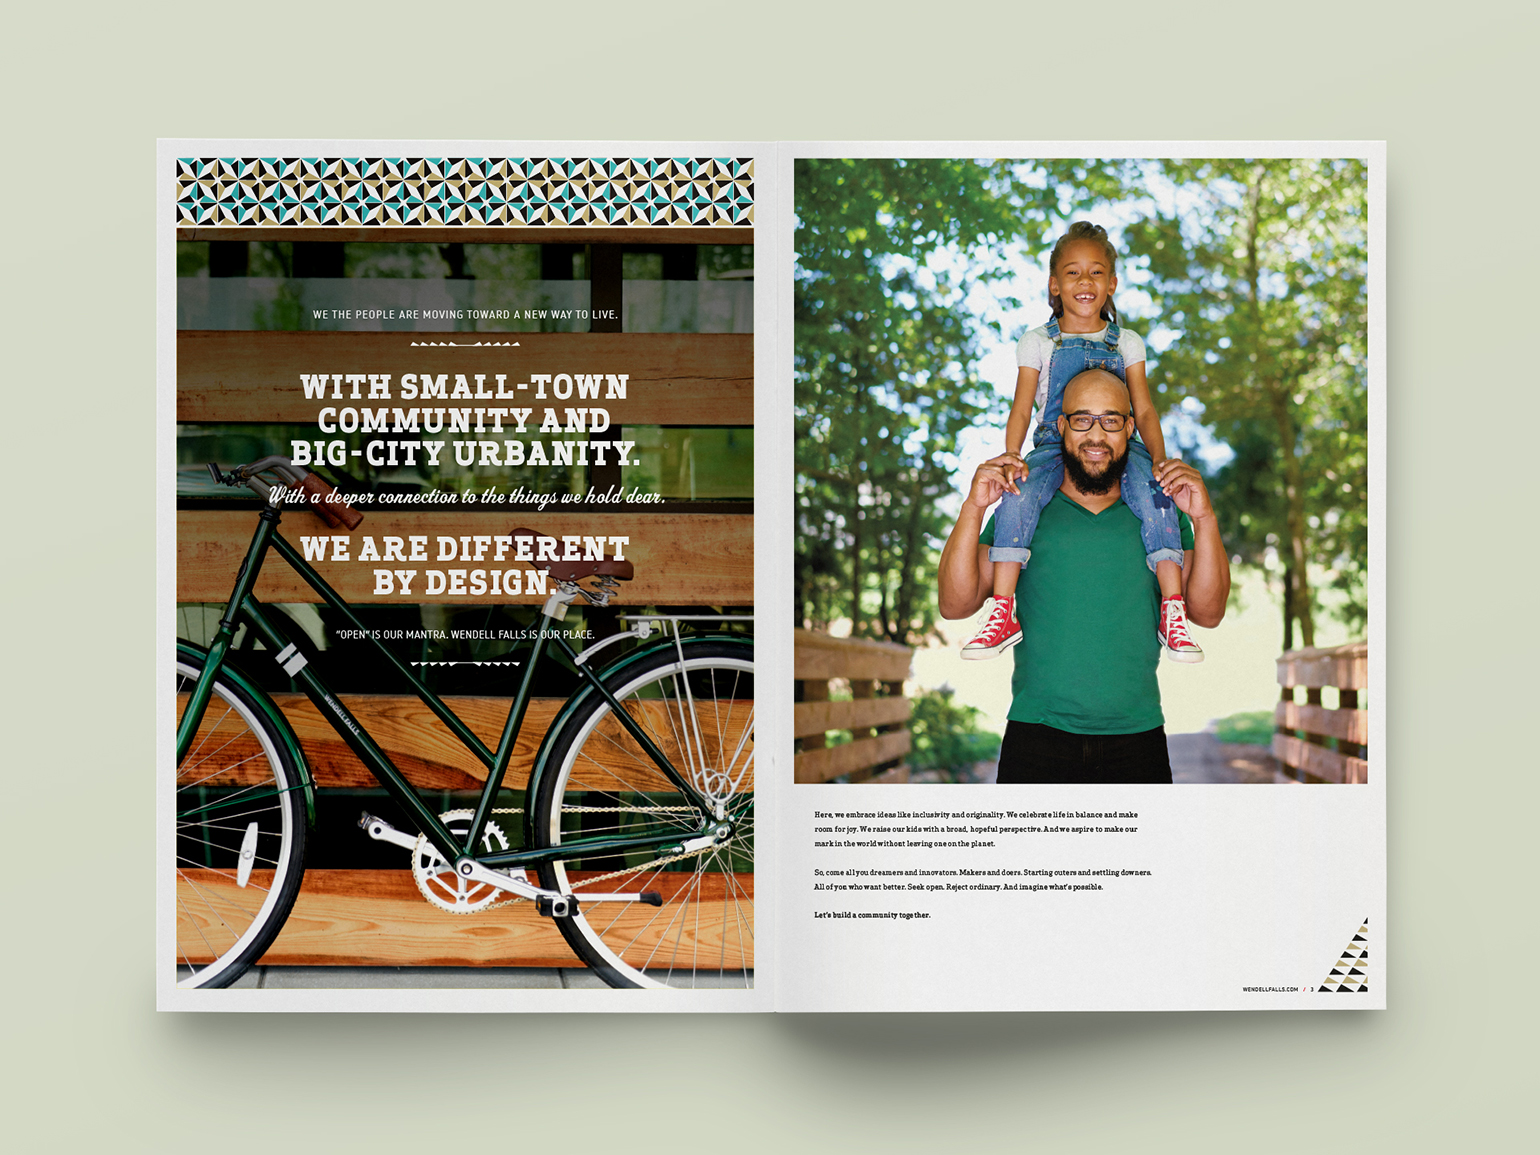 WE THE PEOPLE ARE MOVING TOWARD A NEW WAY TO LIVE.
WITH SMALL-TOWN
COMMUNITY AND
BIG-CITY URBANITY.
With a deeper connection to the things we hold dear.
WE ARE DIFFERENT
BY DESIGN.
"OPEN" IS OUR MANTRA. WENDELL FALLS IS OUR PLACE.
WENDELL FALLS
Here, we embrace ideas like inclusivity and originality. We celebrate life in balance and make
room for joy. We raise our kids with a broad, hopeful perspective. And we aspire to make our
mark in the world without leaving one on the planet.
So, come all you dreamers and innovators. Makers and doers. Starting outers and settling downers.
All of you who want better. Seek open. Reject ordinary. And imagine what's possible.
Let's build a community together.
WENDELLFALLS.COM / 3